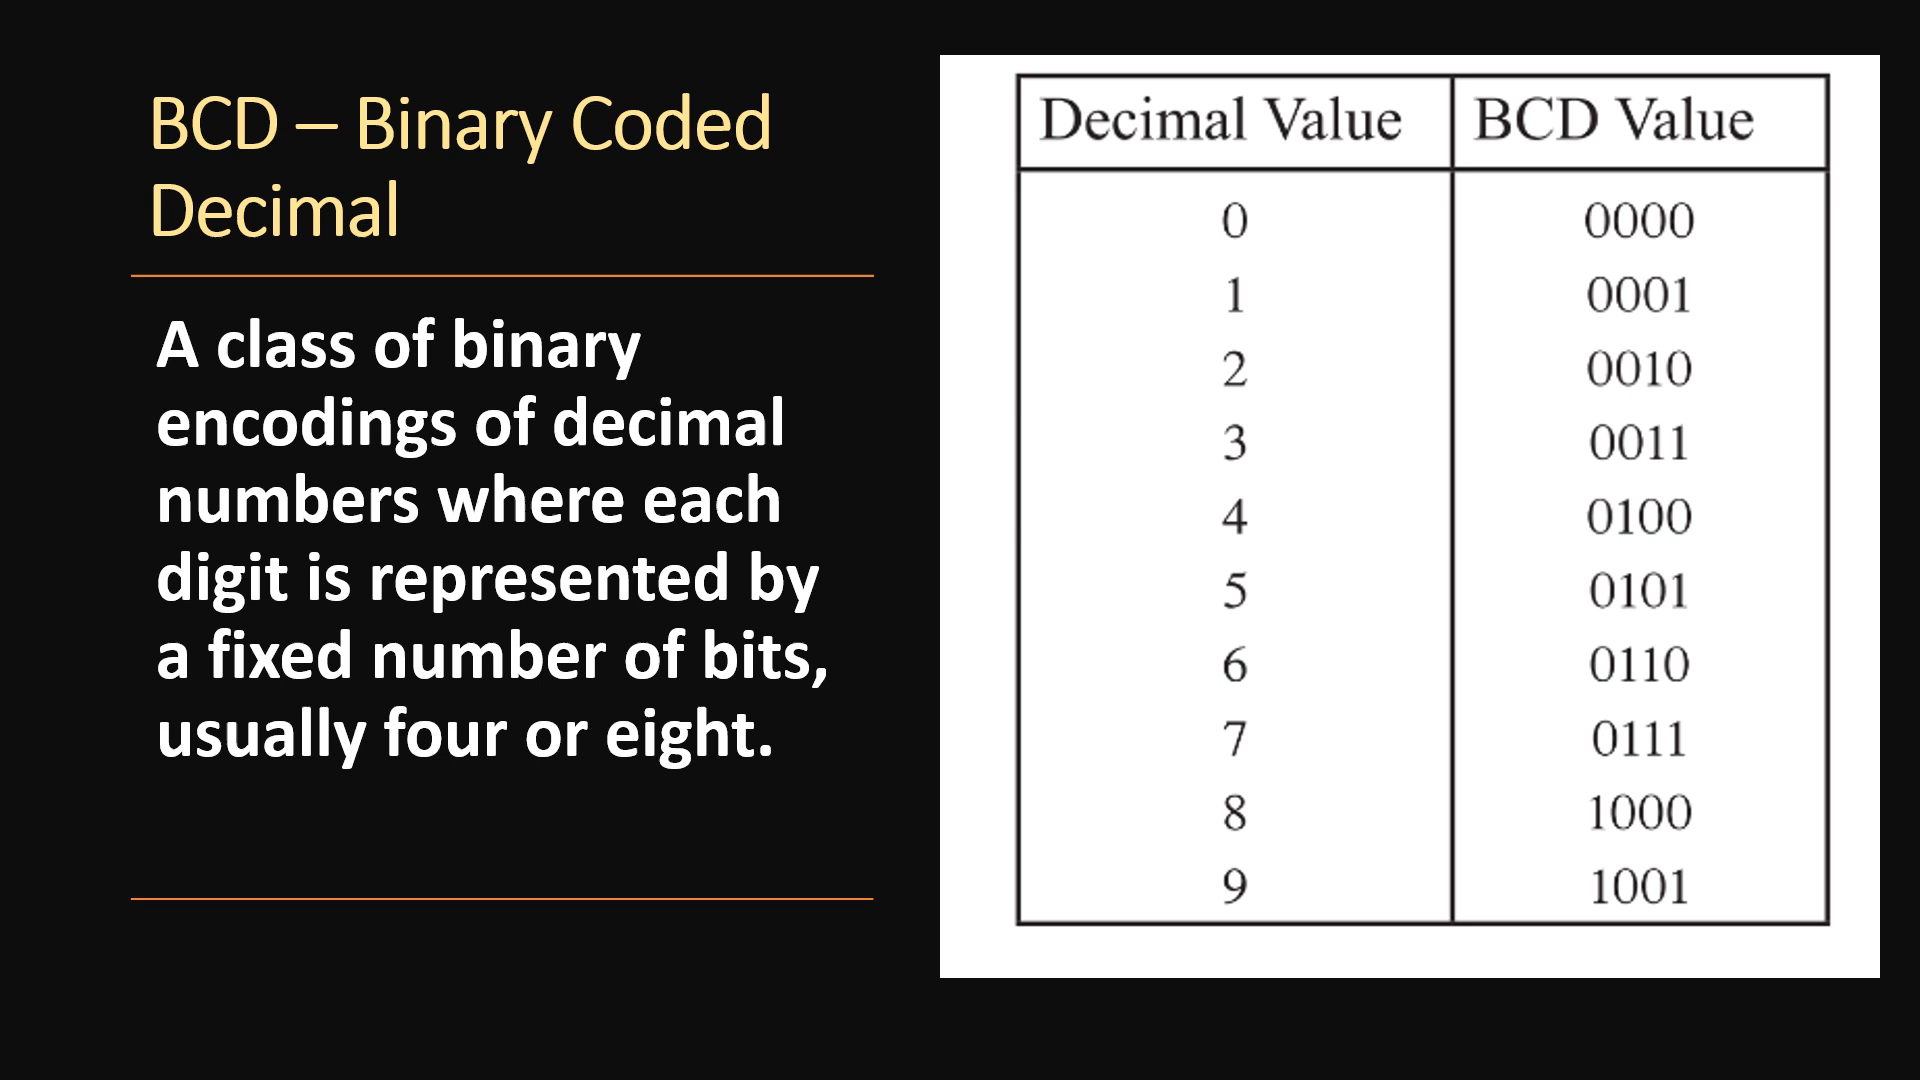 BCD – Binary Coded
Decimal
A class of binary
encodings of decimal
numbers where each
digit is represented by
a fixed number of bits,
usually four or eight.
Decimal Value BCD Value
0 0000
1 0001
2 0010
3 0011
4 0100
5 0101
6 0110
7 0111
8 1000
9 1001